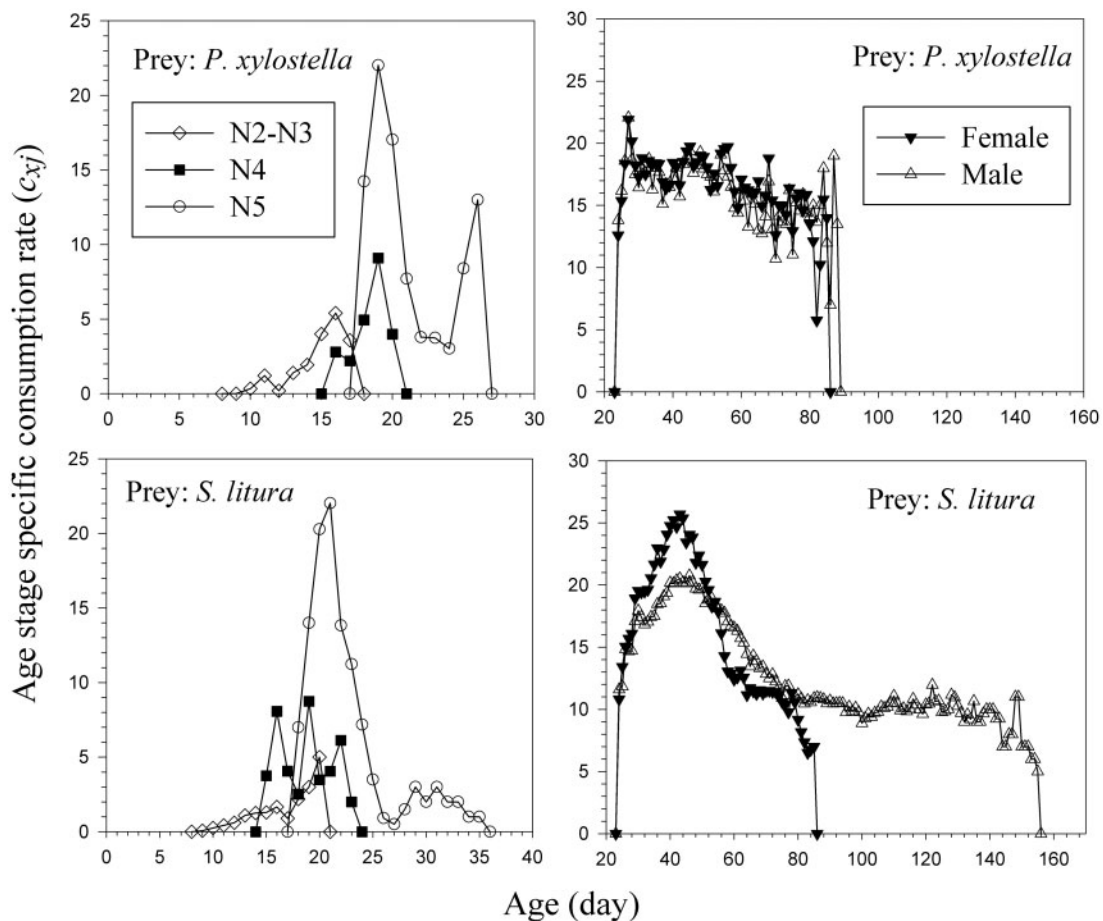 Age stage specific consumption rate (cxj)
25
20
15
10
5
0
Prey: P. xylostella
N2-N3
N4
N5
0 5 10 15 20 25 30
30
25
20
15
10
5
0
Prey: P. xylostella
Female
Male
20 40 60 80 100 120 140 160
25
20
15
10
5
0
Prey: S. litura
0 5 10 15 20 25 30 35 40
30
25
20
15
10
5
0
Prey: S. litura
20 40 60 80 100 120 140 160
Age (day)